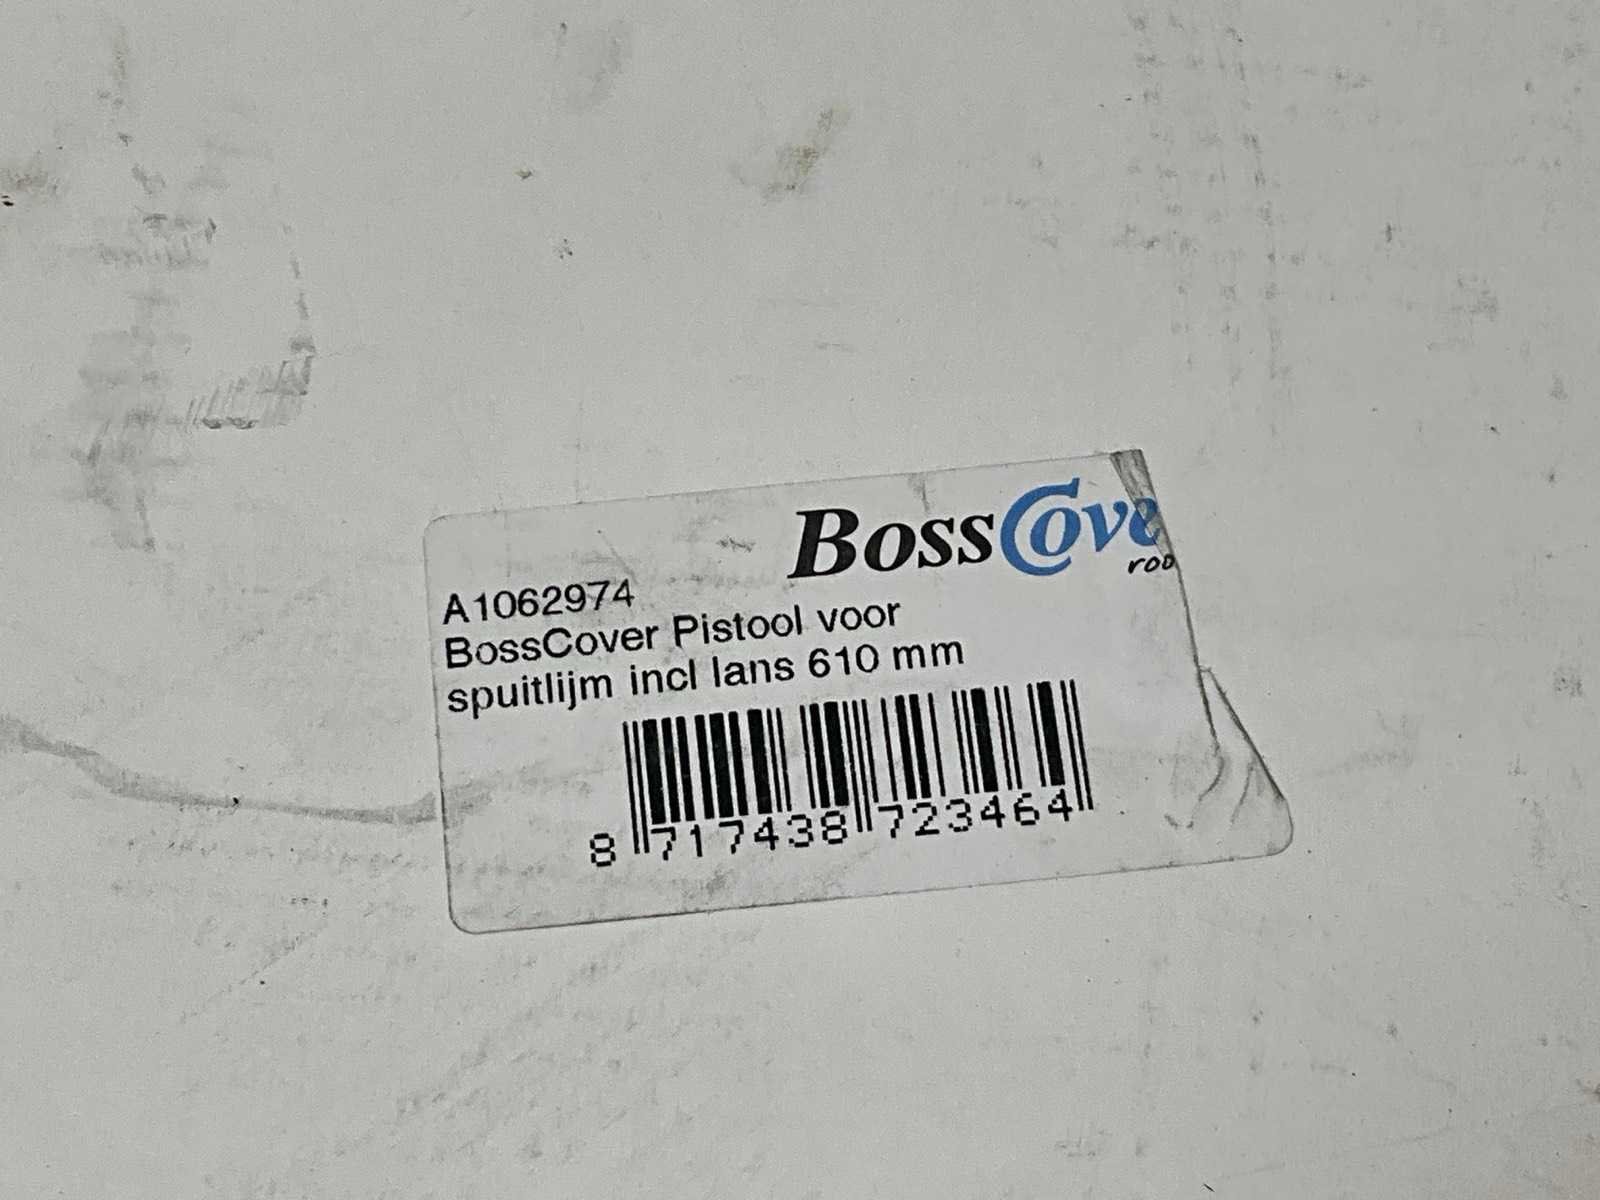 BossCove
roo
A1062974
BossCover Pistool voor
spuitlijm incl lans 610 mm
8 717438 723464